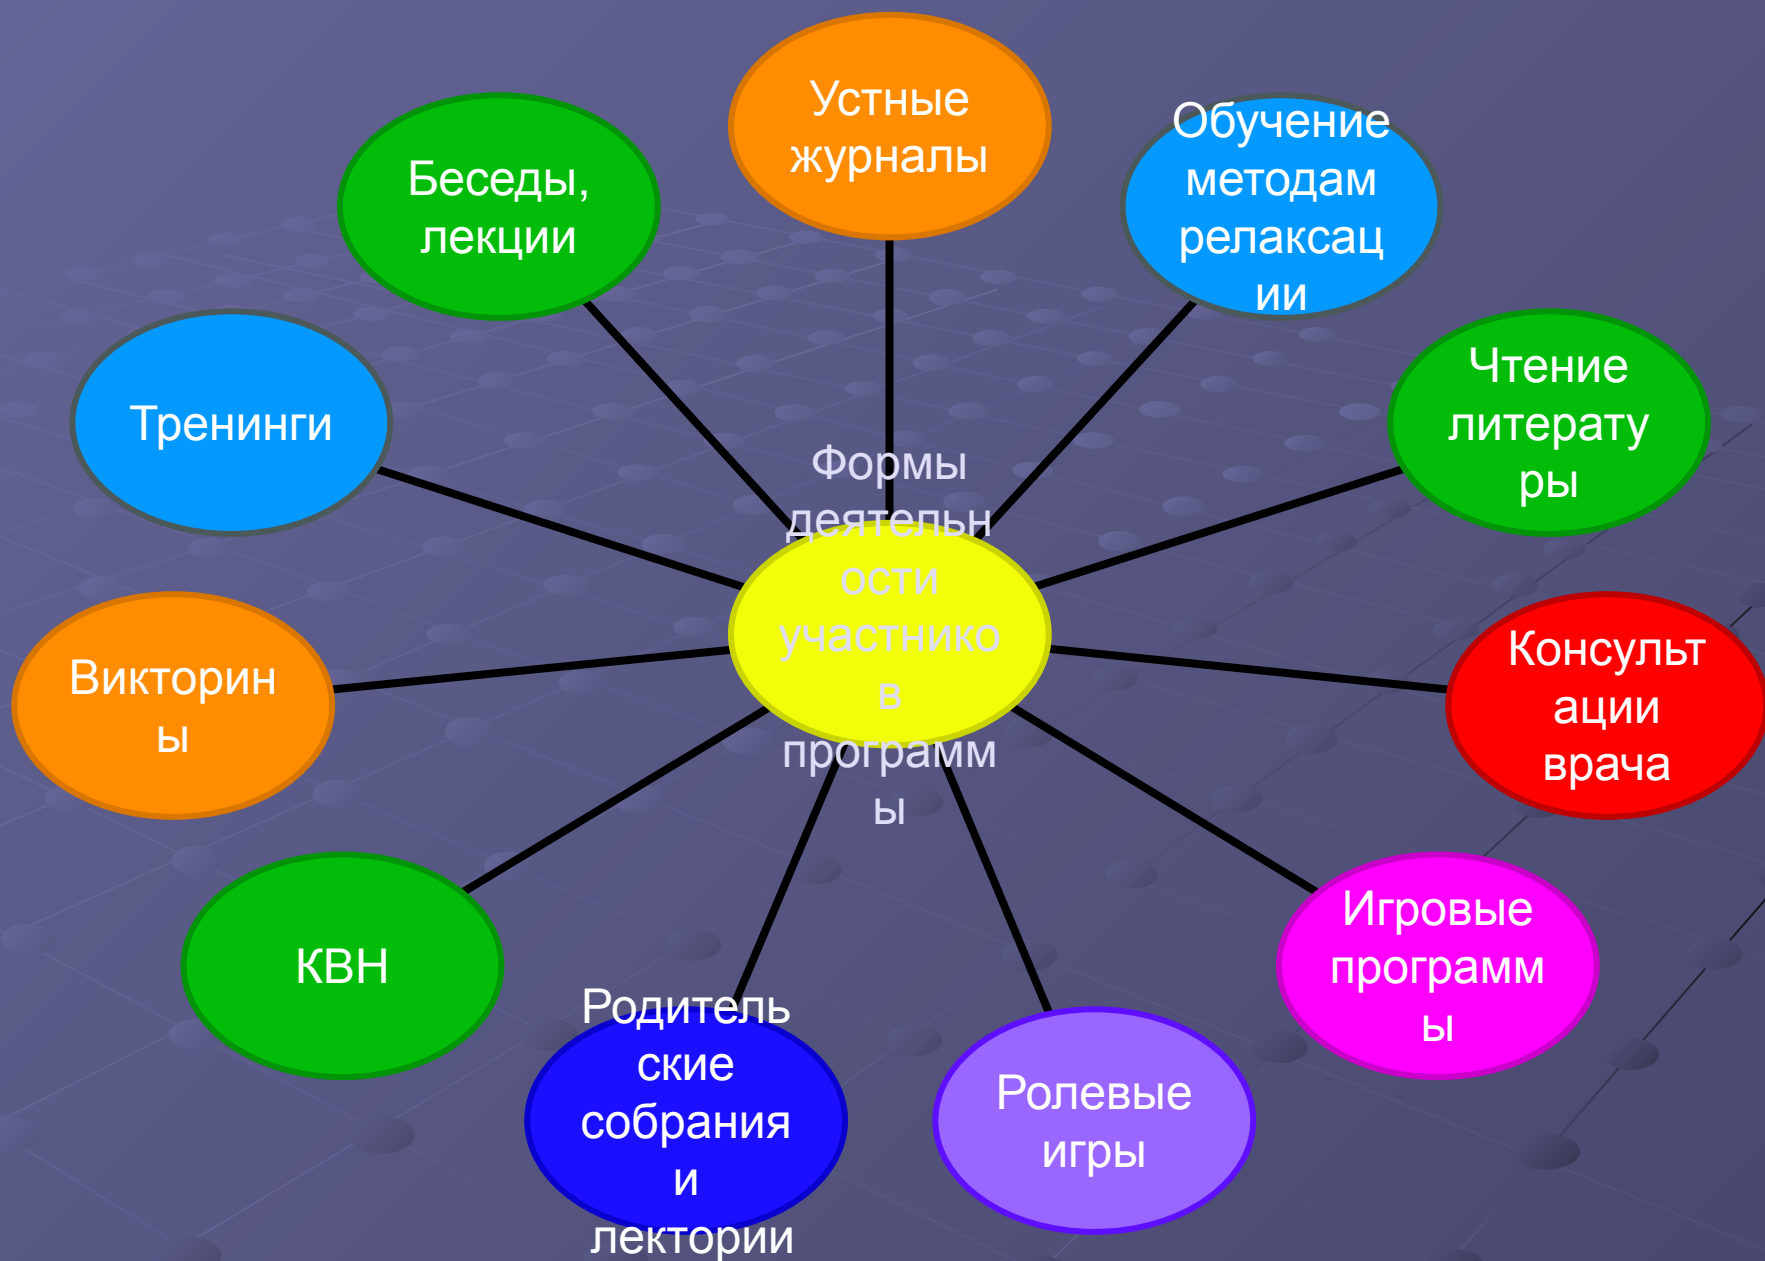 Устные
журналы
Обучение
методам
релаксац
ии
Чтение
литерату
ры
Консульт
ации
врача
Игровые
программ
ы
Ролевые
игры
Родитель
ские
собрания
и
лектории
КВН
Викторин
ы
Тренинги
Беседы,
лекции
Формы
деятельн
ости
участнико
в
программ
ы